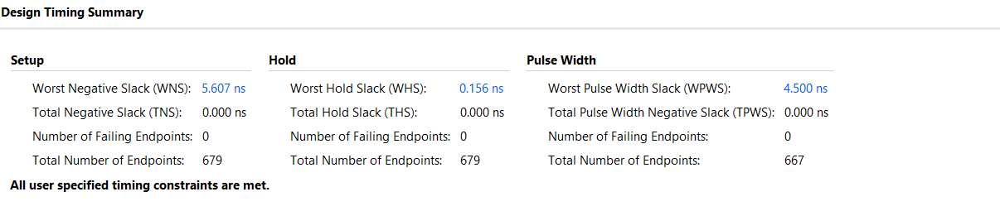 Design Timing Summary
Setup
Hold
Pulse Width
Worst Negative Slack (WNS): 5.607 ns
Worst Hold Slack (WHS): 0.156 ns
Worst Pulse Width Slack (WPWS): 4.500 ns
Total Negative Slack (TNS): 0.000 ns
Total Hold Slack (THS): 0.000 ns
Total Pulse Width Negative Slack (TPWS): 0.000 ns
Number of Failing Endpoints: 0
Number of Failing Endpoints: 0
Number of Failing Endpoints: 0
Total Number of Endpoints: 679
Total Number of Endpoints: 679
Total Number of Endpoints: 667
All user specified timing constraints are met.